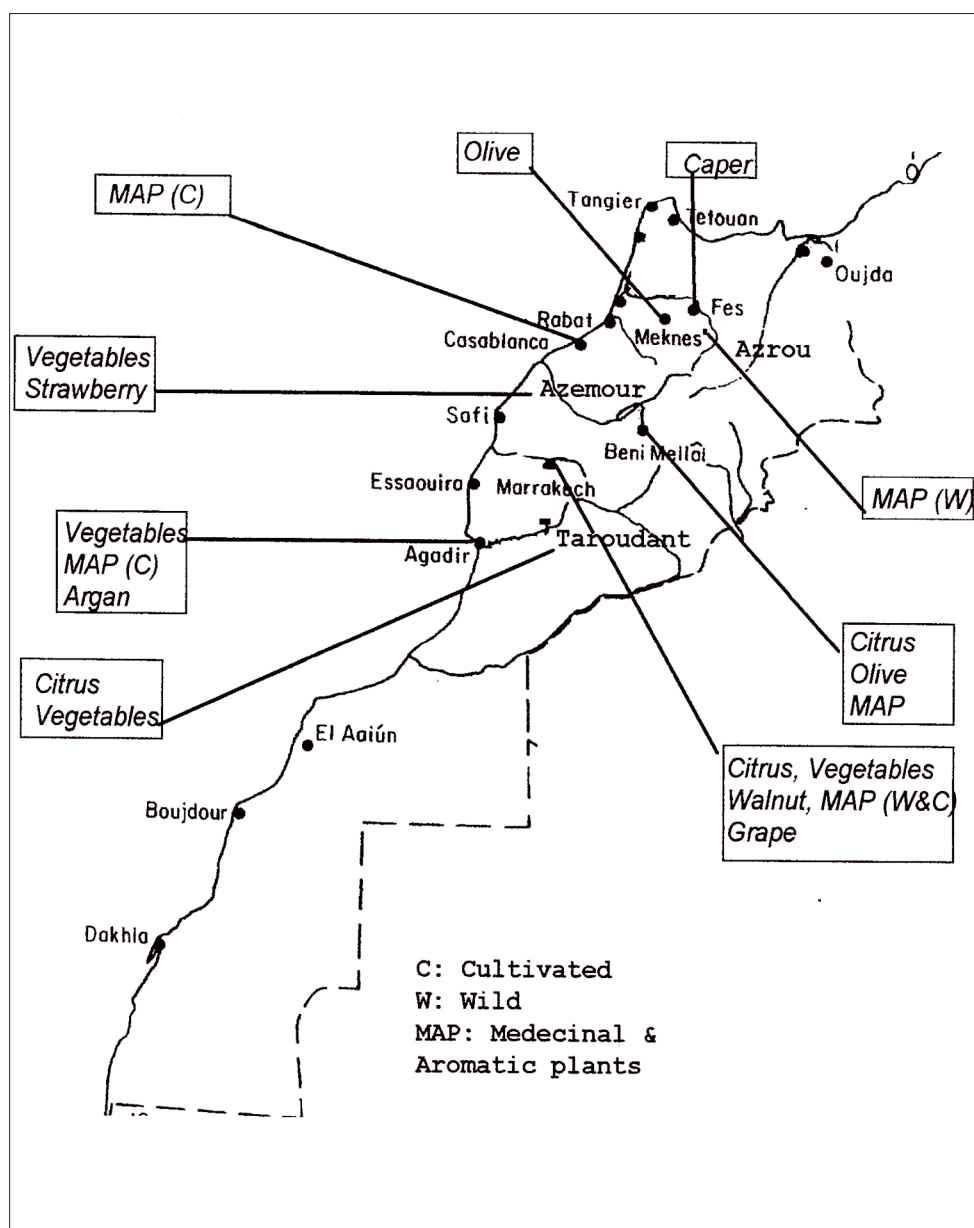 Olive
Caper
MAP (C)
Tangier
Tetouan
Oujda
Fes
Rabat
Meknes
Casablanca
Azrou
Vegetables
Strawberry
Azemour
Safi
Beni Mellâl
Essaouira
Marrakech
MAP (W)
Vegetables
MAP (C)
Argan
Agadir
Taroudant
Citrus
Olive
MAP
Citrus
Vegetables
El Aaiún
Citrus, Vegetables
Walnut, MAP (W&C)
Grape
Boujdour
Dakhla
C: Cultivated
W: Wild
MAP: Medecinal &
Aromatic plants